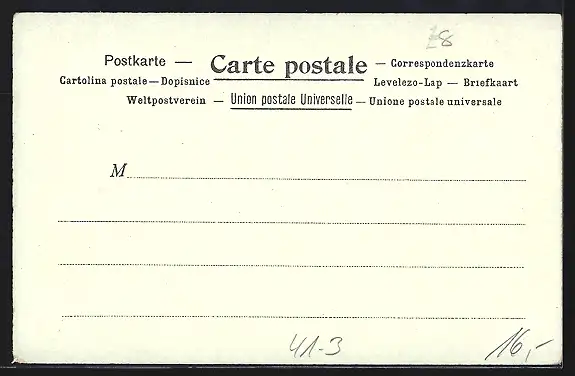 Postkarte — Carte postale — Correspondenzkarte
Cartolina postale — Dopisnice Levelezo-Lap — Briefkaart
Weltpostverein — Union postale Universelle — Unione postale universale
M
41-3
16,-